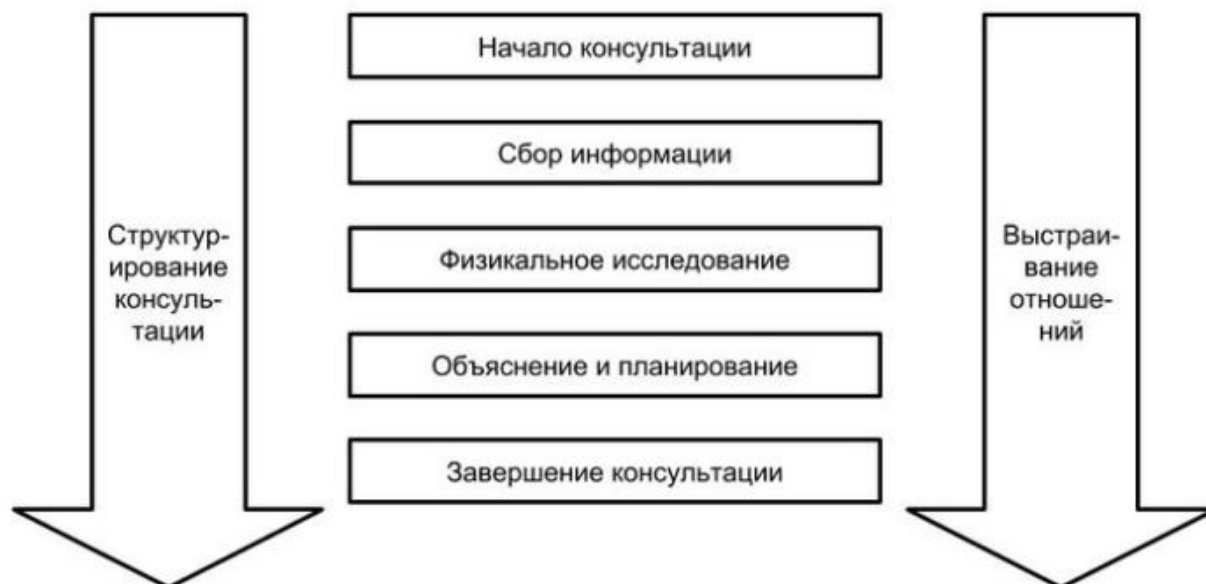 Начало консультации
Сбор информации
Физикальное исследование
Объяснение и планирование
Завершение консультации
Структур-
ирование
консуль-
тации
Выстраи-
вание
отноше-
ний